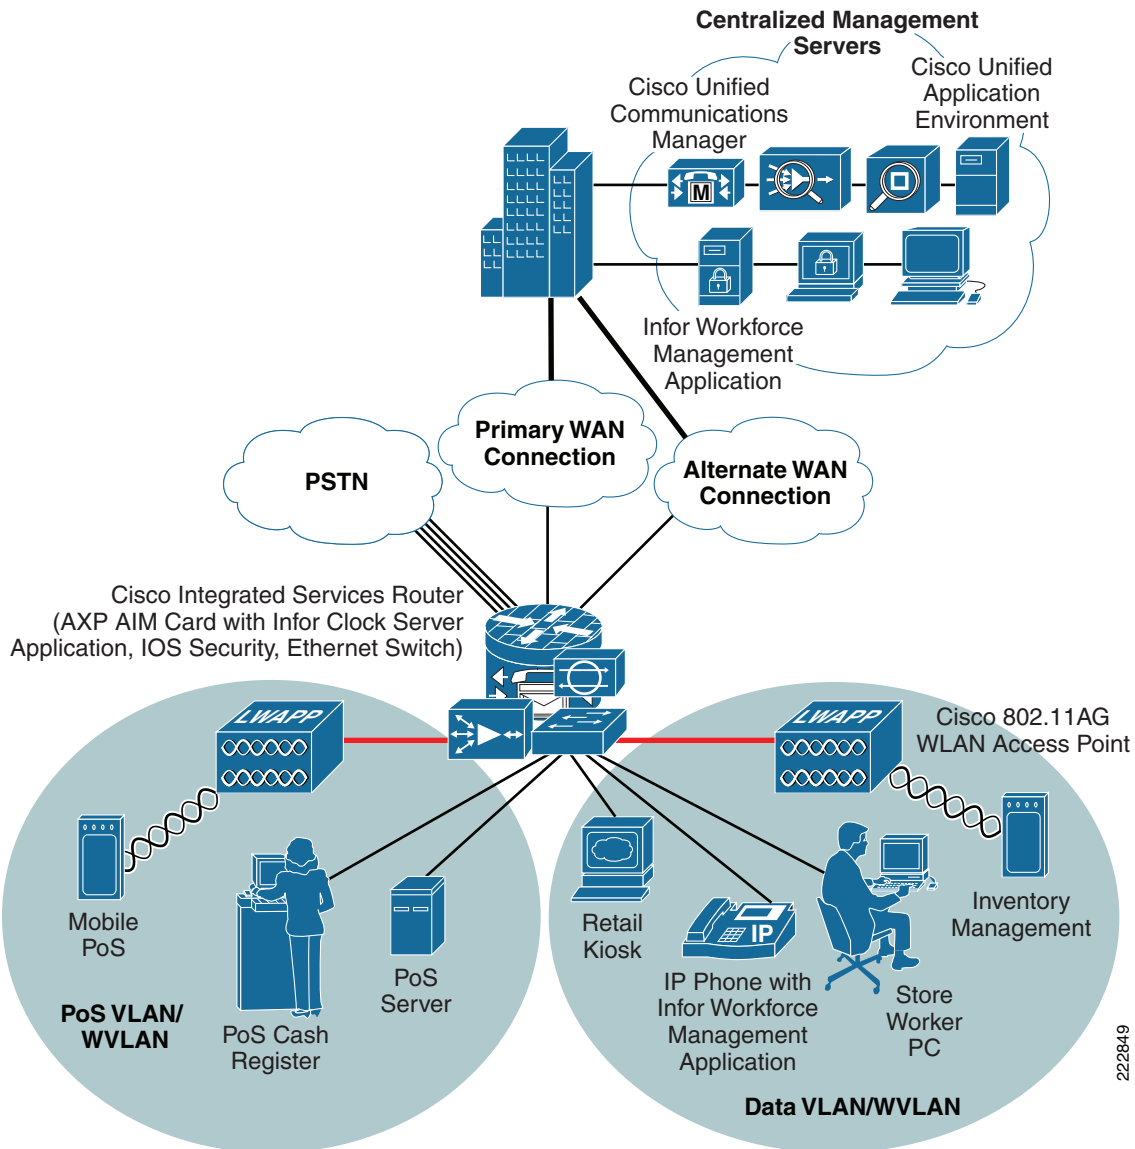 Centralized Management
Servers
Cisco Unified
Communications
Manager
Cisco Unified
Application
Environment
M
Infor Workforce
Management
Application
Primary WAN
Connection
Alternate WAN
Connection
PSTN
Cisco Integrated Services Router
(AXP AIM Card with Infor Clock Server
Application, IOS Security, Ethernet Switch)
LWAPP
LWAPP
Cisco 802.11AG
WLAN Access Point
Mobile
PoS
PoS Cash
Register
PoS
Server
PoS VLAN/
WVLAN
Retail
Kiosk
IP
IP Phone with
Infor Workforce
Management
Application
Store
Worker
PC
Inventory
Management
Data VLAN/WVLAN
222849